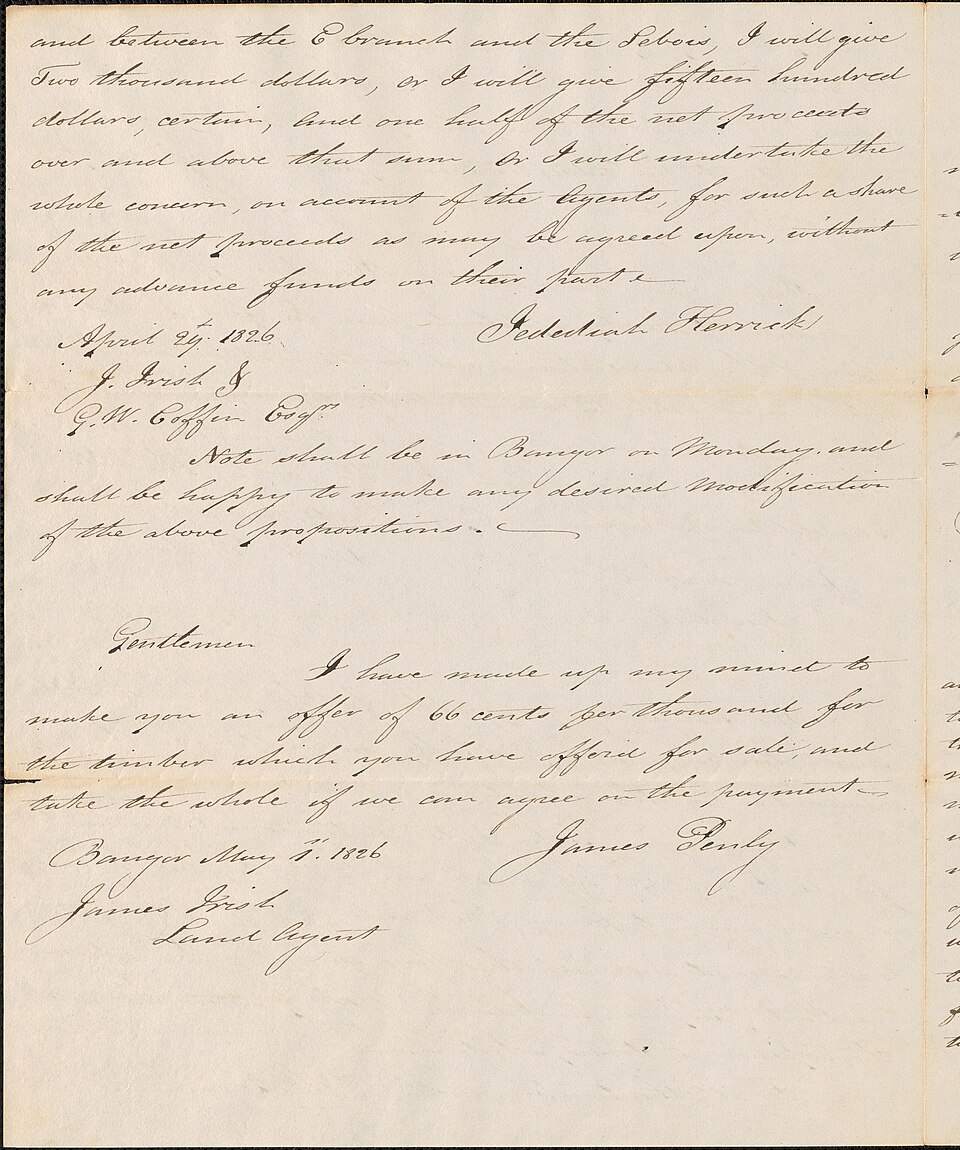 and between the E branch and the Sebois, I will give
Two thousand dollars, or I will give fifteen hundred
dollars, certain, and one half of the net proceeds
over and above that sum, or I will undertake the
whole concern, on account of the Agents, for such a share
of the net proceeds as may be agreed upon, without
any advance funds on their part
Jedediah Herrick
April 29t. 1826
J. Irish &
G. W. Coffin Esqrs
Note shall be in Bangor on Monday, and
shall be happy to make any desired modification
of the above propositions.
Gentlemen
I have made up my mind to
make you an offer of 66 cents per thousand for
the timber which you have offerid for sale, and
take the whole if we can agree on the payment
James Penly
Bangor May 1st. 1826
James Irish
Land Agent